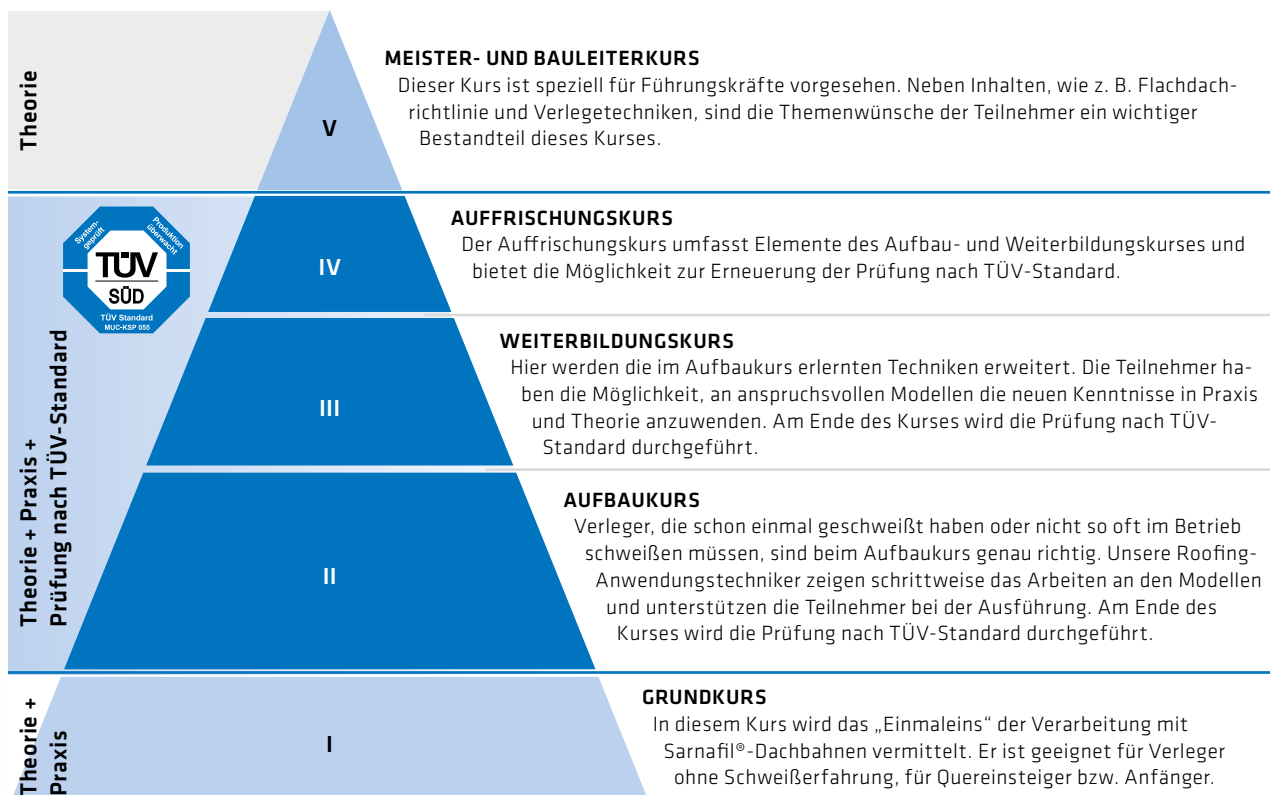 Theorie
V
MEISTER- UND BAULEITERKURS
Dieser Kurs ist speziell für Führungskräfte vorgesehen. Neben Inhalten, wie z. B. Flachdach-
richtlinie und Verlegetechniken, sind die Themenwünsche der Teilnehmer ein wichtiger
Bestandteil dieses Kurses.
Theorie + Praxis +
Prüfung nach TÜV-Standard
System-
geprüft
Produktion
überwacht
TÜV
SÜD
TÜV Standard
MUC-KSP 055
IV
AUFFRISCHUNGSKURS
Der Auffrischungskurs umfasst Elemente des Aufbau- und Weiterbildungskurses und
bietet die Möglichkeit zur Erneuerung der Prüfung nach TÜV-Standard.
III
WEITERBILDUNGSKURS
Hier werden die im Aufbaukurs erlernten Techniken erweitert. Die Teilnehmer ha-
ben die Möglichkeit, an anspruchsvollen Modellen die neuen Kenntnisse in Praxis
und Theorie anzuwenden. Am Ende des Kurses wird die Prüfung nach TÜV-
Standard durchgeführt.
II
AUFBAUKURS
Verleger, die schon einmal geschweißt haben oder nicht so oft im Betrieb
schweißen müssen, sind beim Aufbaukurs genau richtig. Unsere Roofing-
Anwendungstechniker zeigen schrittweise das Arbeiten an den Modellen
und unterstützen die Teilnehmer bei der Ausführung. Am Ende des
Kurses wird die Prüfung nach TÜV-Standard durchgeführt.
Theorie +
Praxis
I
GRUNDKURS
In diesem Kurs wird das „Einmaleins“ der Verarbeitung mit
Sarnafil®-Dachbahnen vermittelt. Er ist geeignet für Verleger
ohne Schweißerfahrung, für Quereinsteiger bzw. Anfänger.